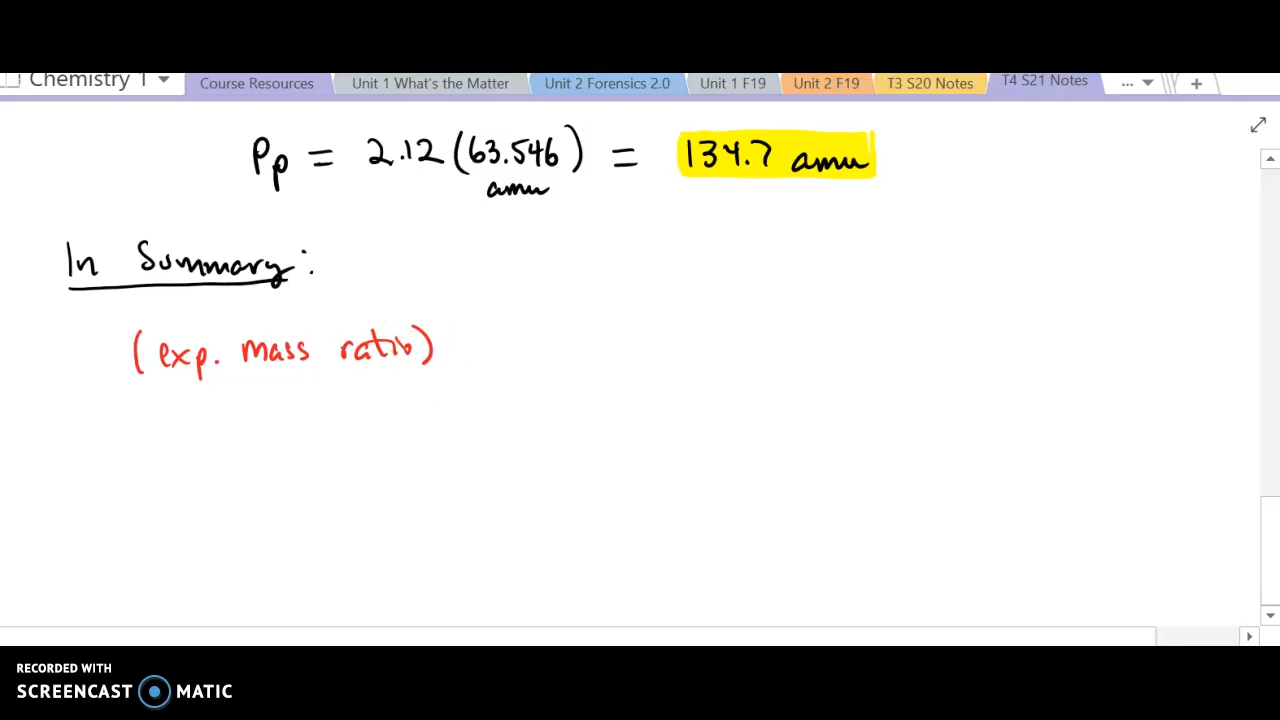 Chemistry 1
Course Resources
Unit 1 What's the Matter
Unit 2 Forensics 2.0
Unit 1 F19
Unit 2 F19
T3 S20 Notes
T4 S21 Notes
...
+
Pp = 2.12 (63.546) = 134.7 amu
amu
In Summary:
(exp. mass ratio)
RECORDED WITH
SCREENCAST MATIC